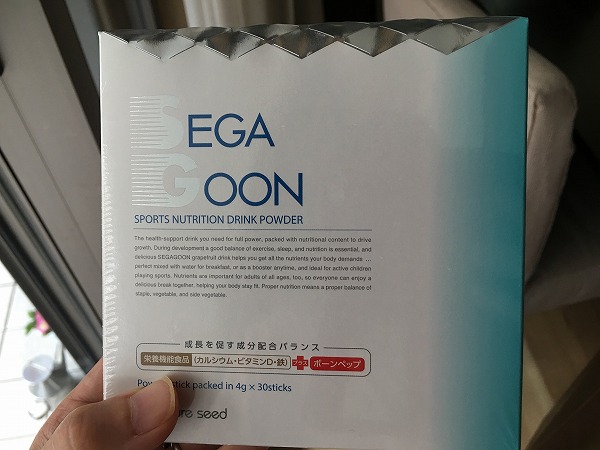 SEGA
GOON
SPORTS NUTRITION DRINK POWDER
The health-support drink you need for full power, packed with nutritional content to drive
growth. During development a good balance of exercise, sleep, and nutrition is essential, and
delicious SEGAGOON grapefruit drink helps you get all the nutrients your body demands ...
perfect mixed with water for breakfast, or as a booster anytime, and ideal for active children
playing sports. Nutrients are important for adults of all ages, too, so everyone can enjoy a
delicious break together, helping your body stay fit. Proper nutrition means a proper balance of
staple, vegetable, and side vegetable.
成長を促す成分配合バランス
栄養機能食品 (カルシウム・ビタミンD・鉄) プラス ボーンペップ
stick packed in 4g × 30sticks
seed